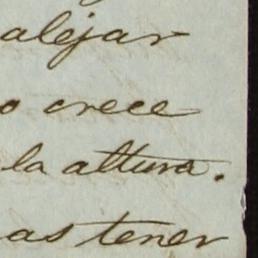 alejar
o crece
la altura.
as tener